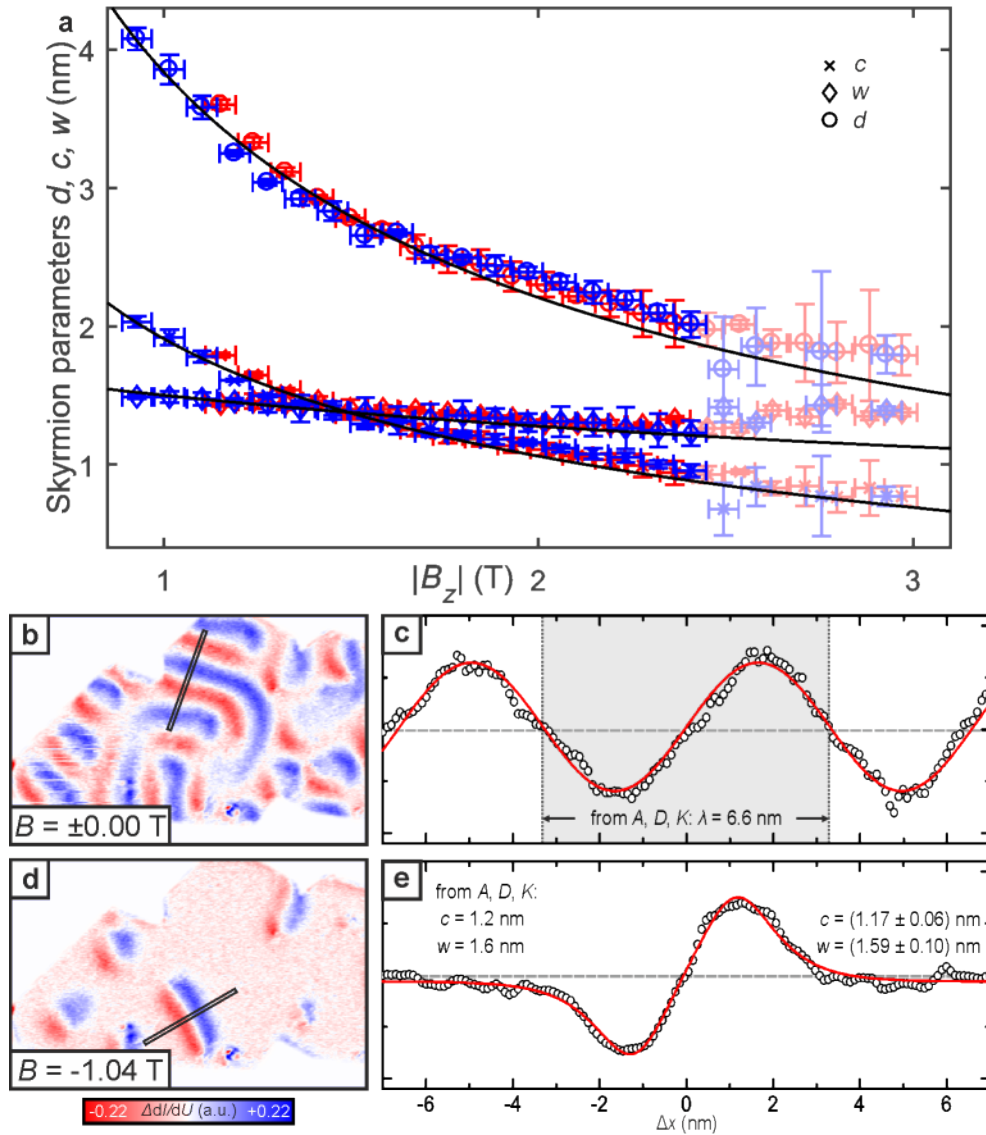 a
Skyrmion parameters d, c, w (nm)
4
3
2
1
× c
◇ w
○ d
1
2
3
|B_z| (T)
b
B = ±0.00 T
c
from A, D, K: λ = 6.6 nm
d
B = -1.04 T
-0.22 ΔdI/dU (a.u.) +0.22
e
from A, D, K:
c = 1.2 nm
w = 1.6 nm
c = (1.17 ± 0.06) nm
w = (1.59 ± 0.10) nm
-6 -4 -2 0 2 4 6
Δx (nm)